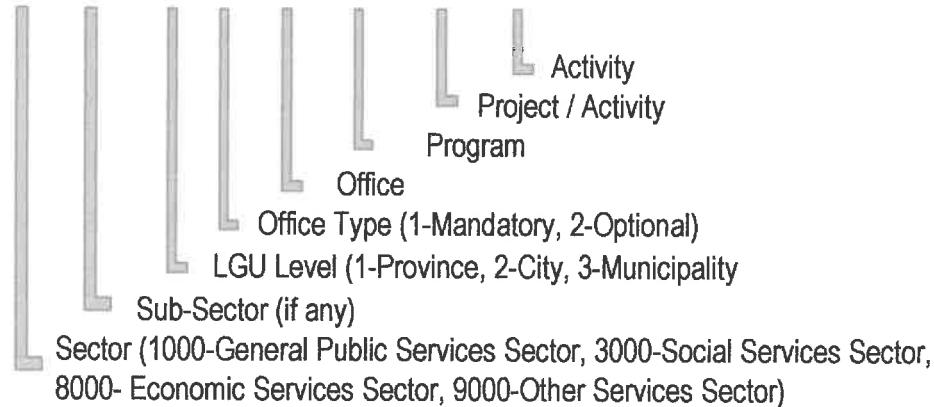 Activity
Project / Activity
Program
Office
Office Type (1-Mandatory, 2-Optional)
LGU Level (1-Province, 2-City, 3-Municipality
Sub-Sector (if any)
Sector (1000-General Public Services Sector, 3000-Social Services Sector,
8000- Economic Services Sector, 9000-Other Services Sector)